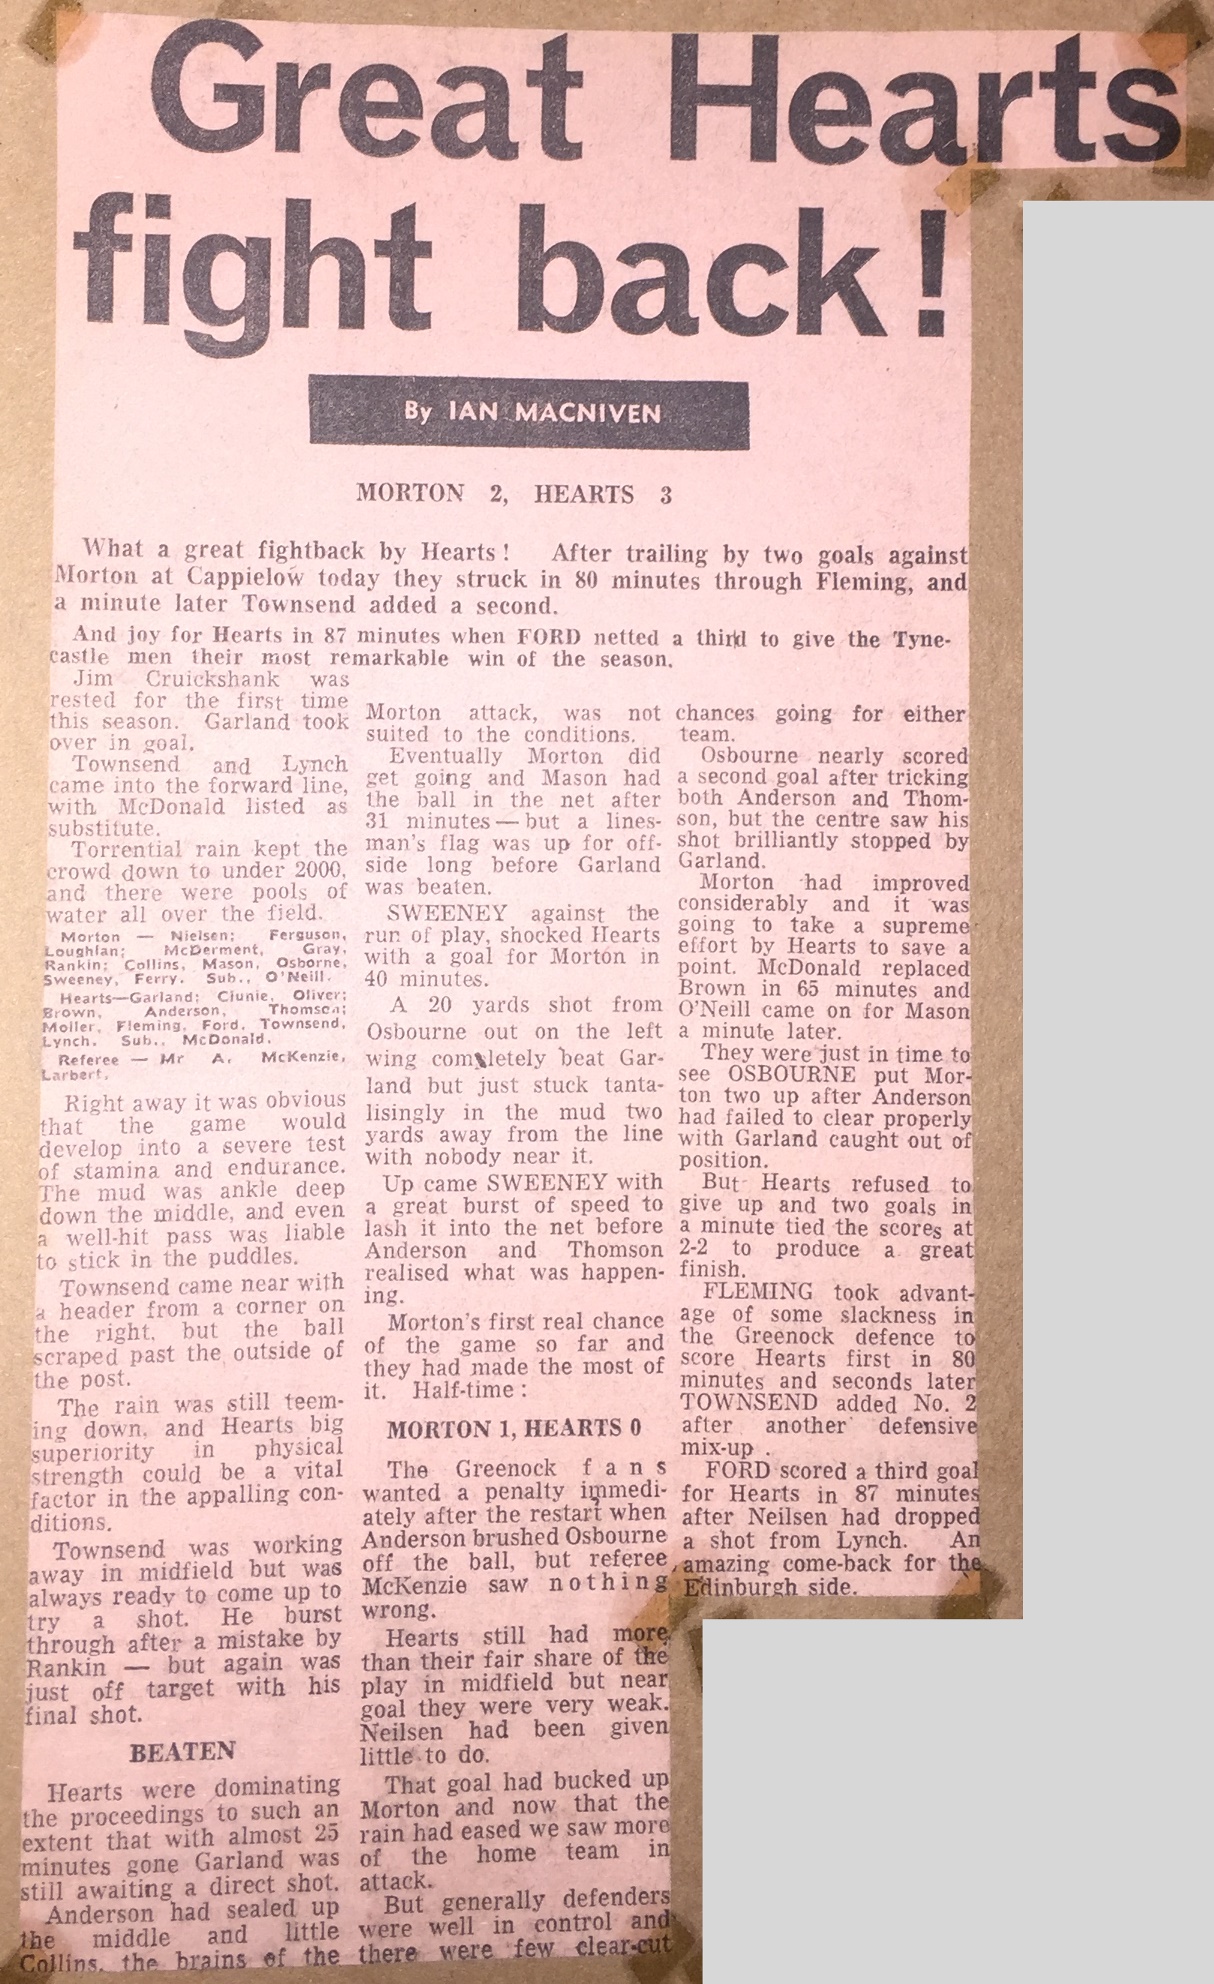 Great Hearts
fight back!
By IAN MACNIVEN
MORTON 2, HEARTS 3
What a great fightback by Hearts! After trailing by two goals against
Morton at Cappielow today they struck in 80 minutes through Fleming, and
a minute later Townsend added a second.
And joy for Hearts in 87 minutes when FORD netted a third to give the Tyne-
castle men their most remarkable win of the season.
Jim Cruickshank was
rested for the first time
this season. Garland took
over in goal.
Townsend and Lynch
came into the forward line,
with McDonald listed as
substitute.
Torrential rain kept the
crowd down to under 2000,
and there were pools of
water all over the field.
Morton — Nielsen; Ferguson,
Loughlan; McDerment, Gray,
Rankin; Collins, Mason, Osborne,
Sweeney, Ferry. Sub., O'Neill.
Hearts—Garland; Clunie, Oliver;
Brown, Anderson, Thomson;
Moller, Fleming, Ford, Townsend,
Lynch. Sub., McDonald.
Referee — Mr A. McKenzie,
Larbert.
Right away it was obvious
that the game would
develop into a severe test
of stamina and endurance.
The mud was ankle deep
down the middle, and even
a well-hit pass was liable
to stick in the puddles.
Townsend came near with
a header from a corner on
the right, but the ball
scraped past the outside of
the post.
The rain was still teem-
ing down, and Hearts big
superiority in physical
strength could be a vital
factor in the appalling con-
ditions.
Townsend was working
away in midfield but was
always ready to come up to
try a shot. He burst
through after a mistake by
Rankin — but again was
just off target with his
final shot.
BEATEN
Hearts were dominating
the proceedings to such an
extent that with almost 25
minutes gone Garland was
still awaiting a direct shot.
Anderson had sealed up
the middle and little
Collins, the brains of the
Morton attack, was not
suited to the conditions.
Eventually Morton did
get going and Mason had
the ball in the net after
31 minutes — but a lines-
man's flag was up for off-
side long before Garland
was beaten.
SWEENEY against the
run of play, shocked Hearts
with a goal for Morton in
40 minutes.
A 20 yards shot from
Osbourne out on the left
wing completely beat Gar-
land but just stuck tanta-
lisingly in the mud two
yards away from the line
with nobody near it.
Up came SWEENEY with
a great burst of speed to
lash it into the net before
Anderson and Thomson
realised what was happen-
ing.
Morton's first real chance
of the game so far and
they had made the most of
it. Half-time:
MORTON 1, HEARTS 0
The Greenock fans
wanted a penalty immedi-
ately after the restart when
Anderson brushed Osbourne
off the ball, but referee
McKenzie saw nothing
wrong.
Hearts still had more
than their fair share of the
play in midfield but near
goal they were very weak.
Neilsen had been given
little to do.
That goal had bucked up
Morton and now that the
rain had eased we saw more
of the home team in
attack.
But generally defenders
were well in control and
there were few clear-cut
chances going for either
team.
Osbourne nearly scored
a second goal after tricking
both Anderson and Thom-
son, but the centre saw his
shot brilliantly stopped by
Garland.
Morton had improved
considerably and it was
going to take a supreme
effort by Hearts to save a
point. McDonald replaced
Brown in 65 minutes and
O'Neill came on for Mason
a minute later.
They were just in time to
see OSBOURNE put Mor-
ton two up after Anderson
had failed to clear properly
with Garland caught out of
position.
But Hearts refused to
give up and two goals in
a minute tied the scores at
2-2 to produce a great
finish.
FLEMING took advant-
age of some slackness in
the Greenock defence to
score Hearts first in 80
minutes and seconds later
TOWNSEND added No. 2
after another defensive
mix-up .
FORD scored a third goal
for Hearts in 87 minutes
after Neilsen had dropped
a shot from Lynch. An
amazing come-back for the
Edinburgh side.